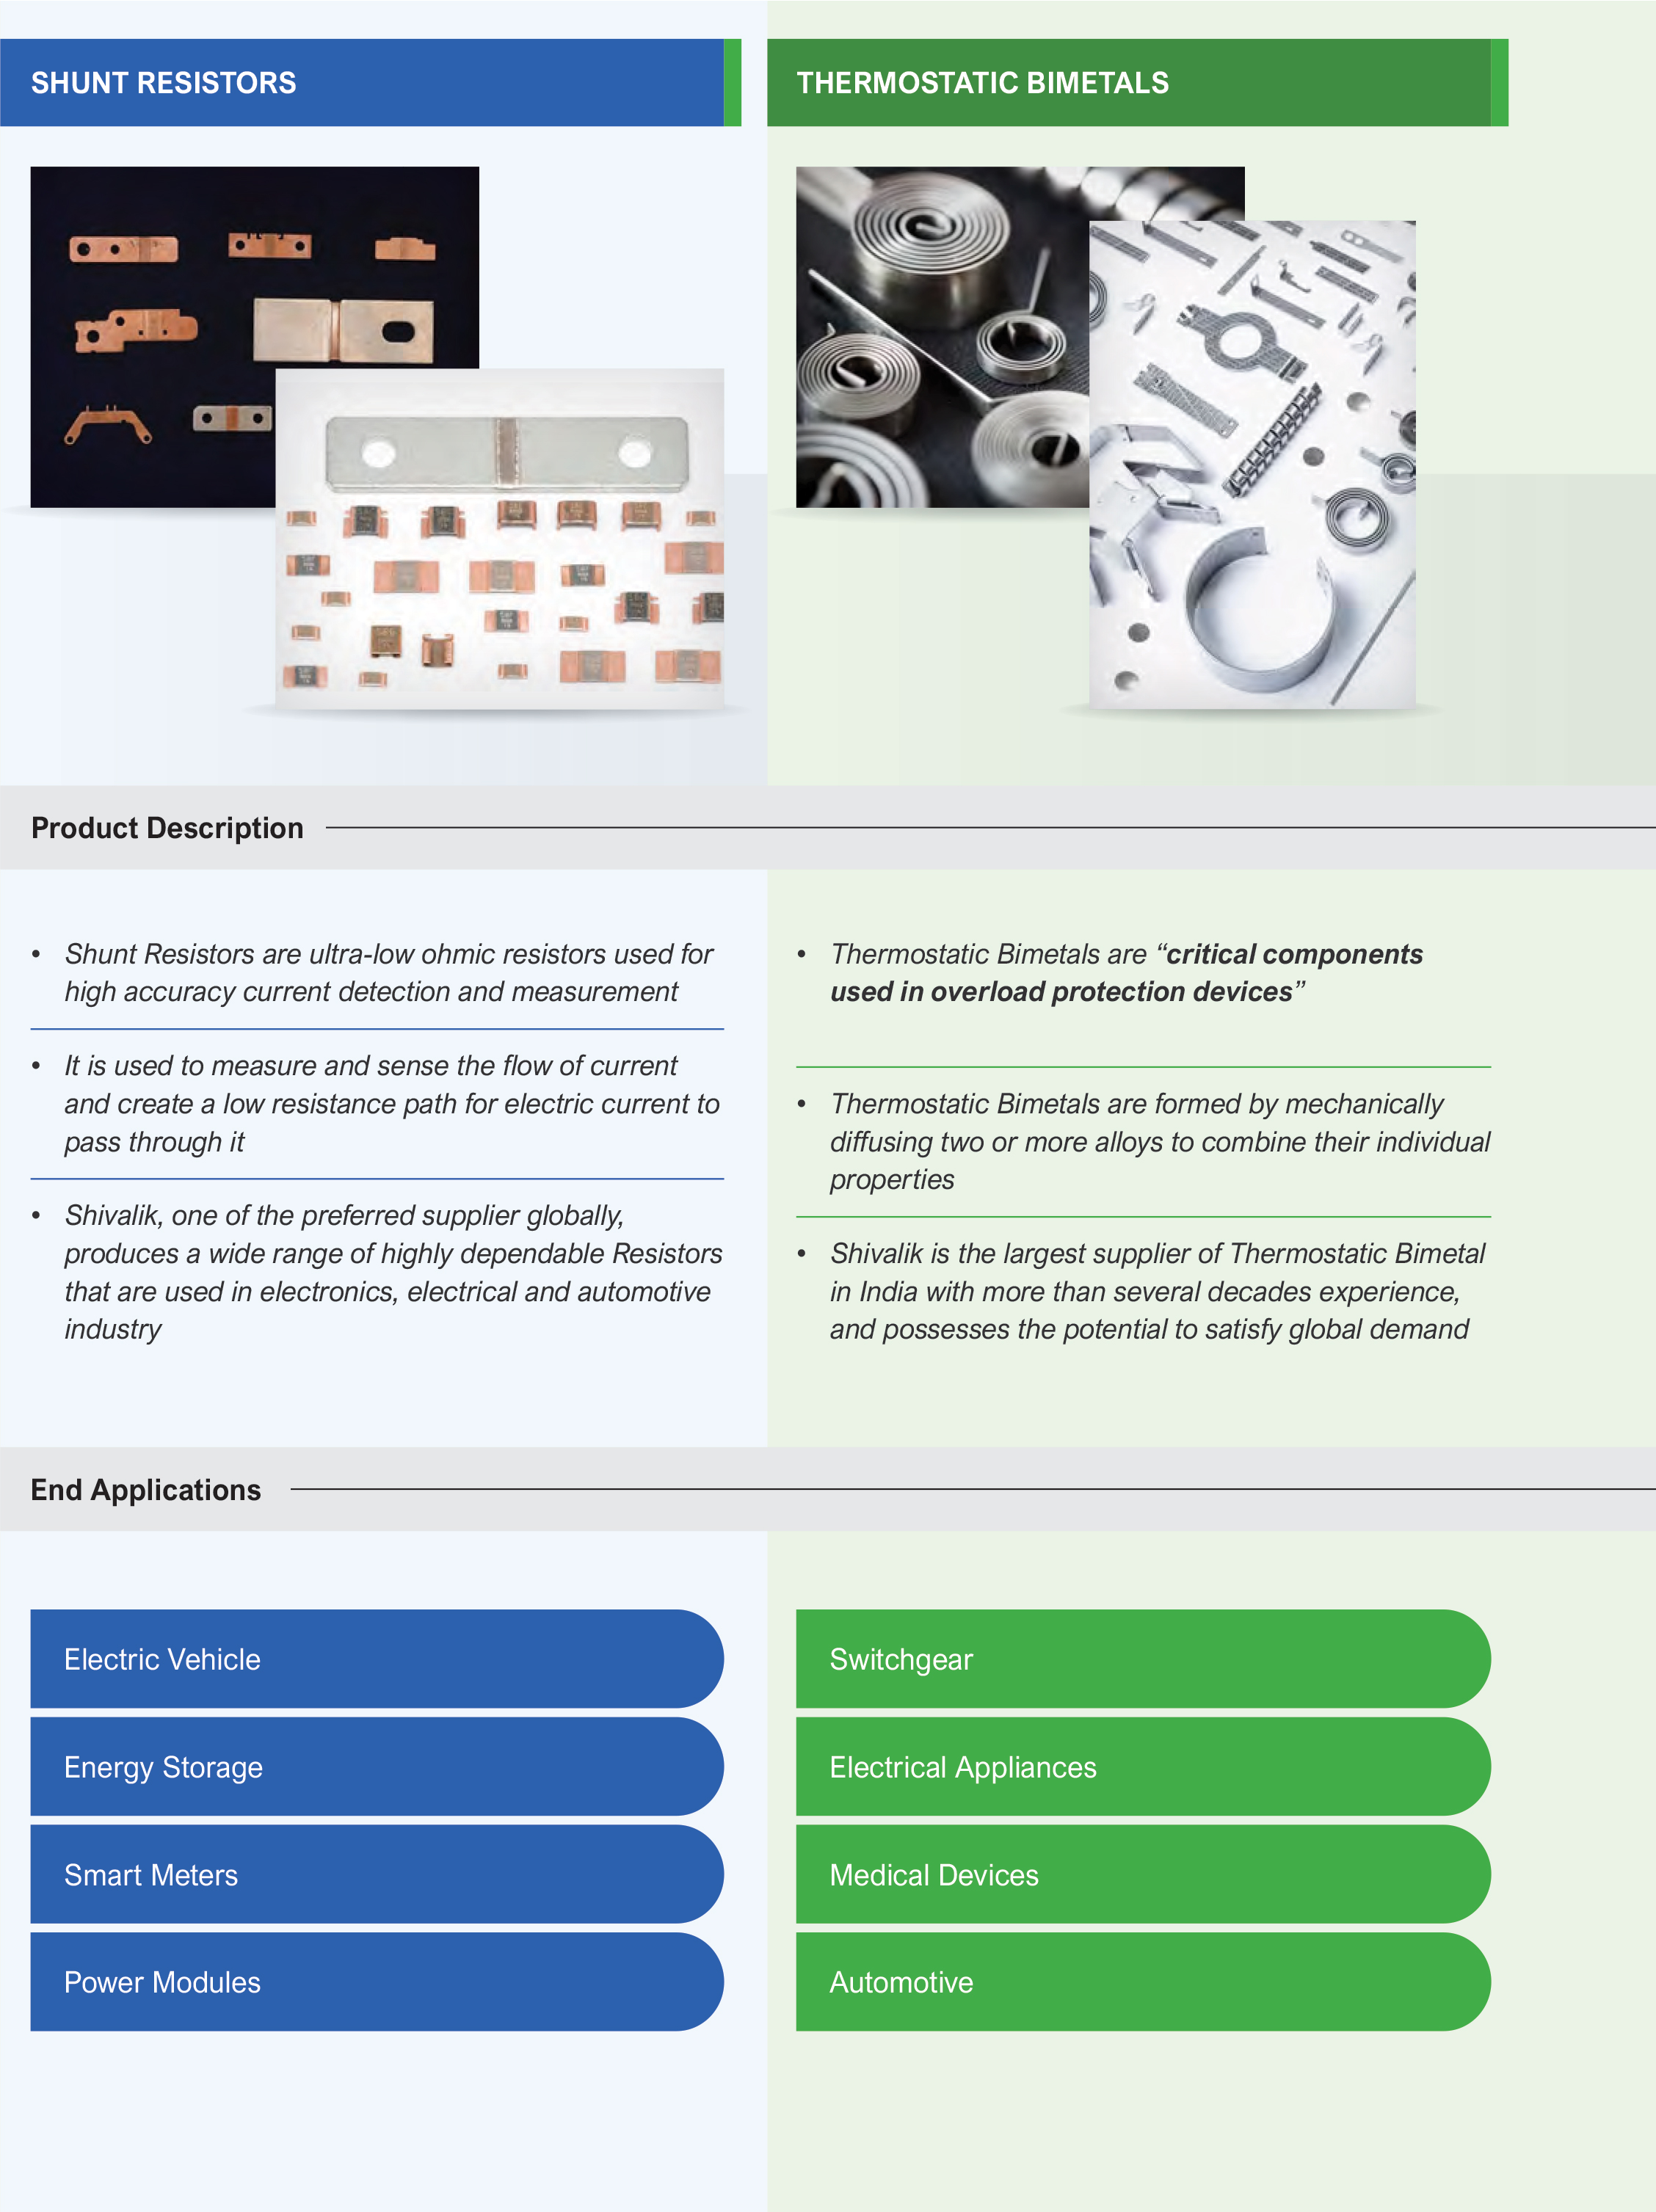 SHUNT RESISTORS
THERMOSTATIC BIMETALS
Product Description
• Shunt Resistors are ultra-low ohmic resistors used for
high accuracy current detection and measurement
• It is used to measure and sense the flow of current
and create a low resistance path for electric current to
pass through it
• Shivalik, one of the preferred supplier globally,
produces a wide range of highly dependable Resistors
that are used in electronics, electrical and automotive
industry
• Thermostatic Bimetals are “critical components
used in overload protection devices”
• Thermostatic Bimetals are formed by mechanically
diffusing two or more alloys to combine their individual
properties
• Shivalik is the largest supplier of Thermostatic Bimetal
in India with more than several decades experience,
and possesses the potential to satisfy global demand
End Applications
Electric Vehicle
Energy Storage
Smart Meters
Power Modules
Switchgear
Electrical Appliances
Medical Devices
Automotive